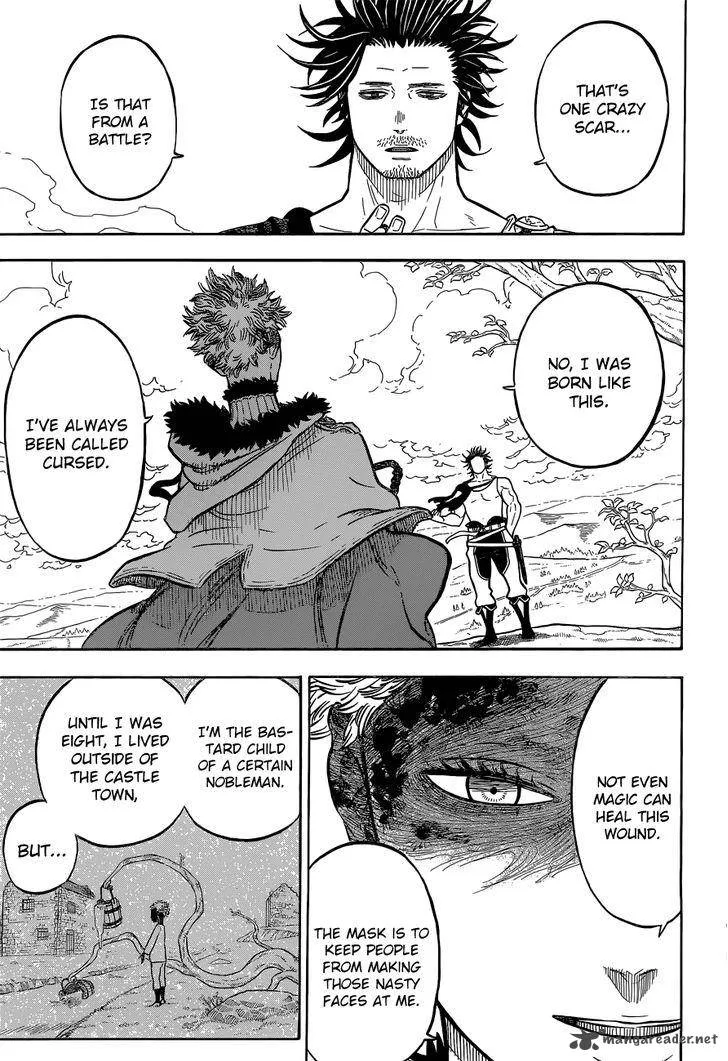 THAT'S
ONE CRAZY
SCAR...
IS THAT
FROM A
BATTLE?
NO, I WAS
BORN LIKE
THIS.
I'VE ALWAYS
BEEN CALLED
CURSED.
NOT EVEN
MAGIC CAN
HEAL THIS
WOUND.
THE MASK IS TO
KEEP PEOPLE
FROM MAKING
THOSE NASTY
FACES AT ME.
I'M THE BAS-
TARD CHILD
OF A CERTAIN
NOBLEMAN.
UNTIL I WAS
EIGHT, I LIVED
OUTSIDE OF
THE CASTLE
TOWN,
BUT...
mangareader.net